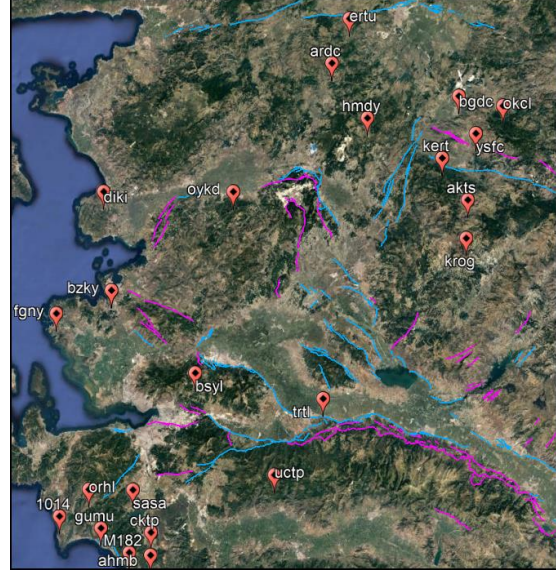 ertu
ardc
bgdc
okcl
hmdy
ysfc
kert
diki
oykd
akts
krog
bzky
fgny
bsyl
trtl
uctp
orhl
sasa
1014
gumu
cktp
M182
ahmb